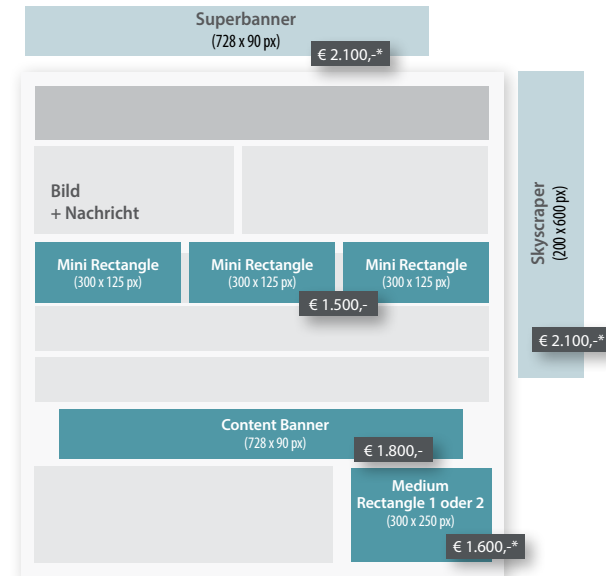 Superbanner
(728 x 90 px)
€ 2.100,-*
Skyscraper
(200 x 600 px)
€ 2.100,-*
Bild
+ Nachricht
Mini Rectangle
(300 x 125 px)
Mini Rectangle
(300 x 125 px)
Mini Rectangle
(300 x 125 px)
€ 1.500,-
Content Banner
(728 x 90 px)
€ 1.800,-
Medium
Rectangle 1 oder 2
(300 x 250 px)
€ 1.600,-*